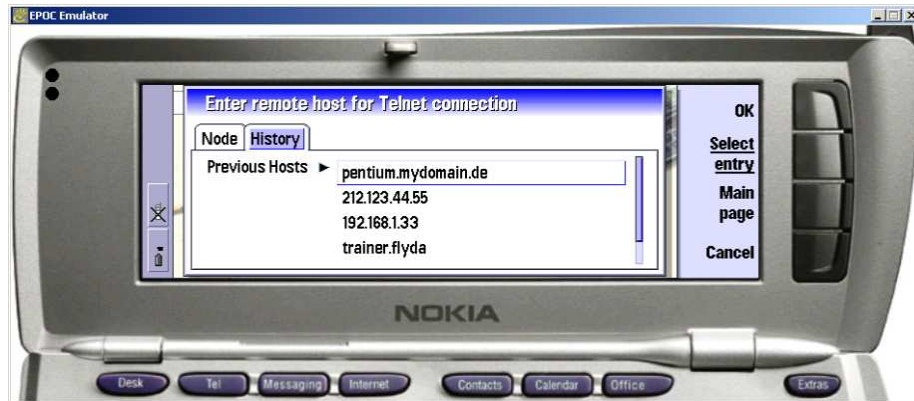 EPOC Emulator
Enter remote host for Telnet connection
Node History
Previous Hosts
pentium.mydomain.de
212.123.44.55
192.168.1.33
trainer.flyda
OK
Select
entry
Main
page
Cancel
NOKIA
Desk Tel Messaging Internet Contacts Calendar Office Extras